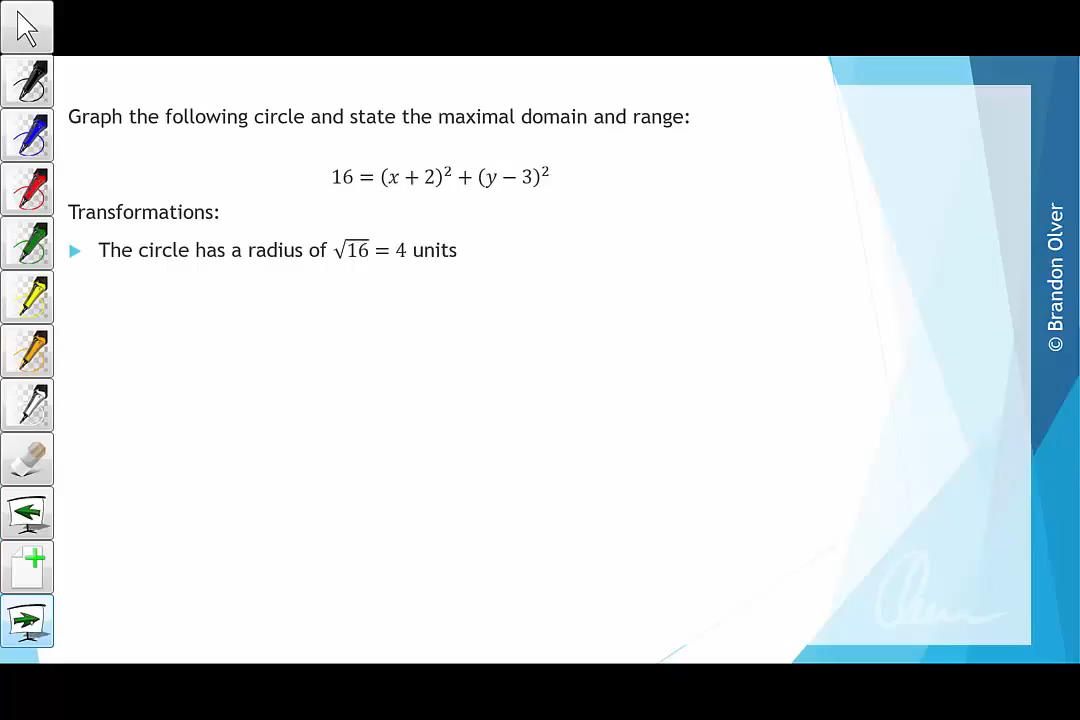 Graph the following circle and state the maximal domain and range:
16 = (x + 2)² + (y − 3)²
Transformations:
The circle has a radius of √16 = 4 units
© Brandon Olver